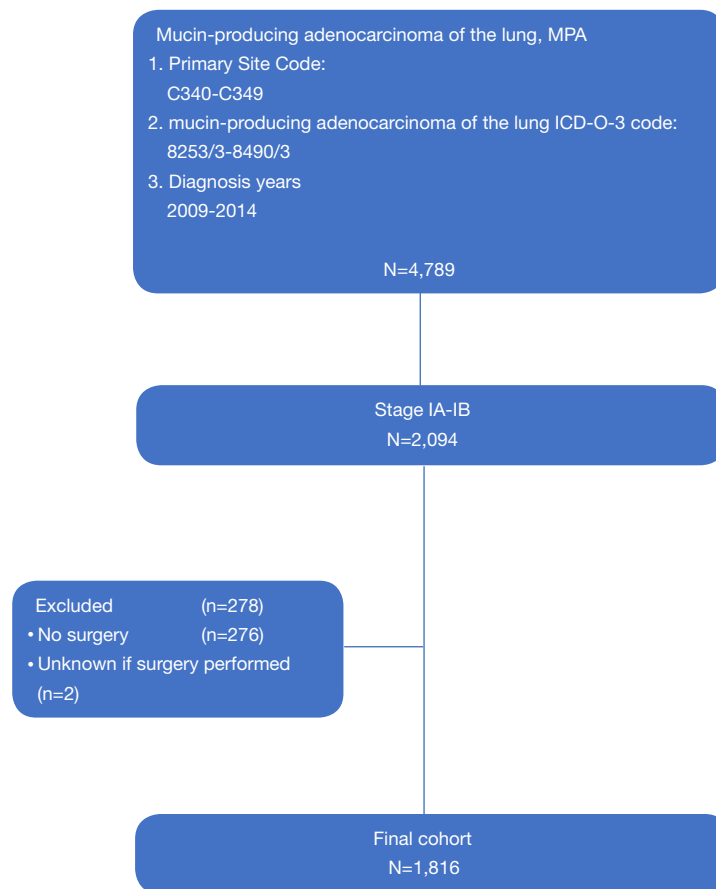 Mucin-producing adenocarcinoma of the lung, MPA
1. Primary Site Code:
C340-C349
2. mucin-producing adenocarcinoma of the lung ICD-O-3 code:
8253/3-8490/3
3. Diagnosis years
2009-2014
N=4,789
Stage IA-IB
N=2,094
Excluded (n=278)
• No surgery (n=276)
• Unknown if surgery performed
(n=2)
Final cohort
N=1,816